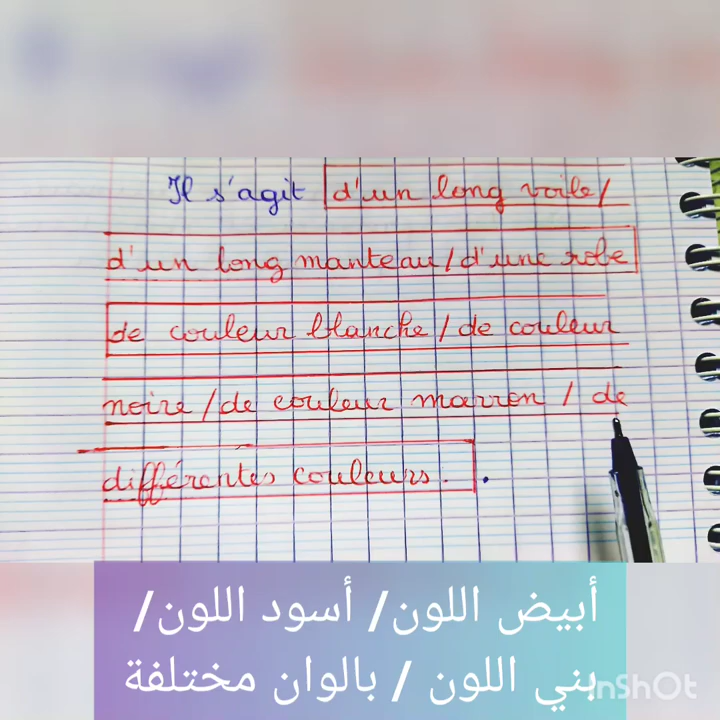 Il s'agit d'un long voile /
d'un long manteau / d'une robe
de couleur blanche / de couleur
noire / de couleur marron / de
différentes couleurs. .
أبيض اللون/ أسود اللون/
بني اللون / بالوان مختلفة
InShOt